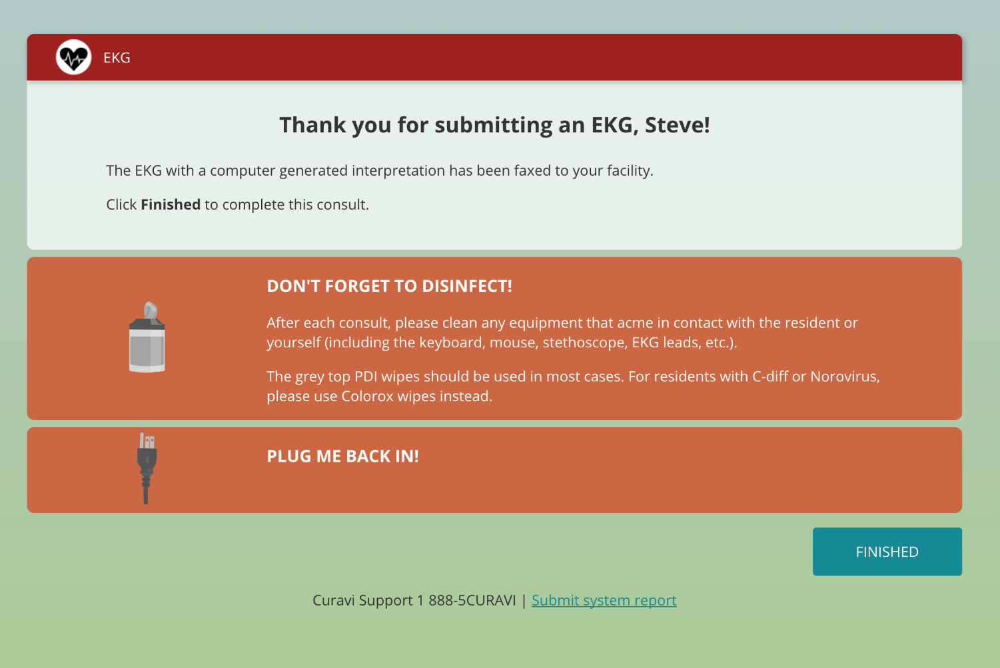 EKG
Thank you for submitting an EKG, Steve!
The EKG with a computer generated interpretation has been faxed to your facility.
Click Finished to complete this consult.
DON'T FORGET TO DISINFECT!
After each consult, please clean any equipment that acme in contact with the resident or
yourself (including the keyboard, mouse, stethoscope, EKG leads, etc.).
The grey top PDI wipes should be used in most cases. For residents with C-diff or Norovirus,
please use Colorox wipes instead.
PLUG ME BACK IN!
FINISHED
Curavi Support 1 888-5CURAVI | Submit system report